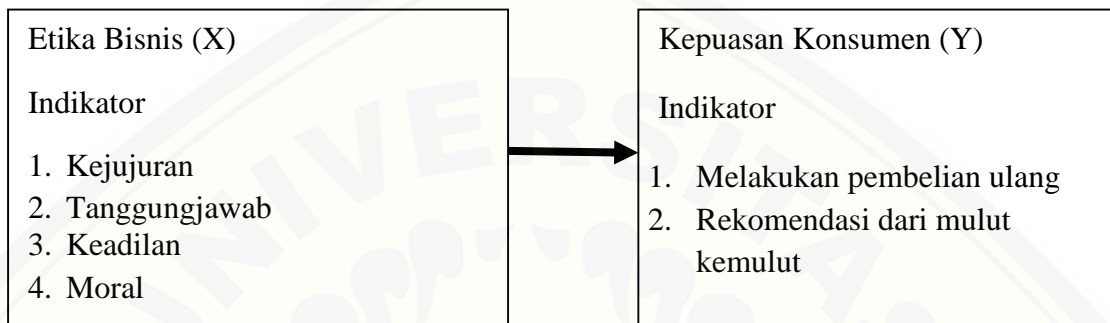 Etika Bisnis (X)
Indikator
1. Kejujuran
2. Tanggungjawab
3. Keadilan
4. Moral
Kepuasan Konsumen (Y)
Indikator
1. Melakukan pembelian ulang
2. Rekomendasi dari mulut
kemulut